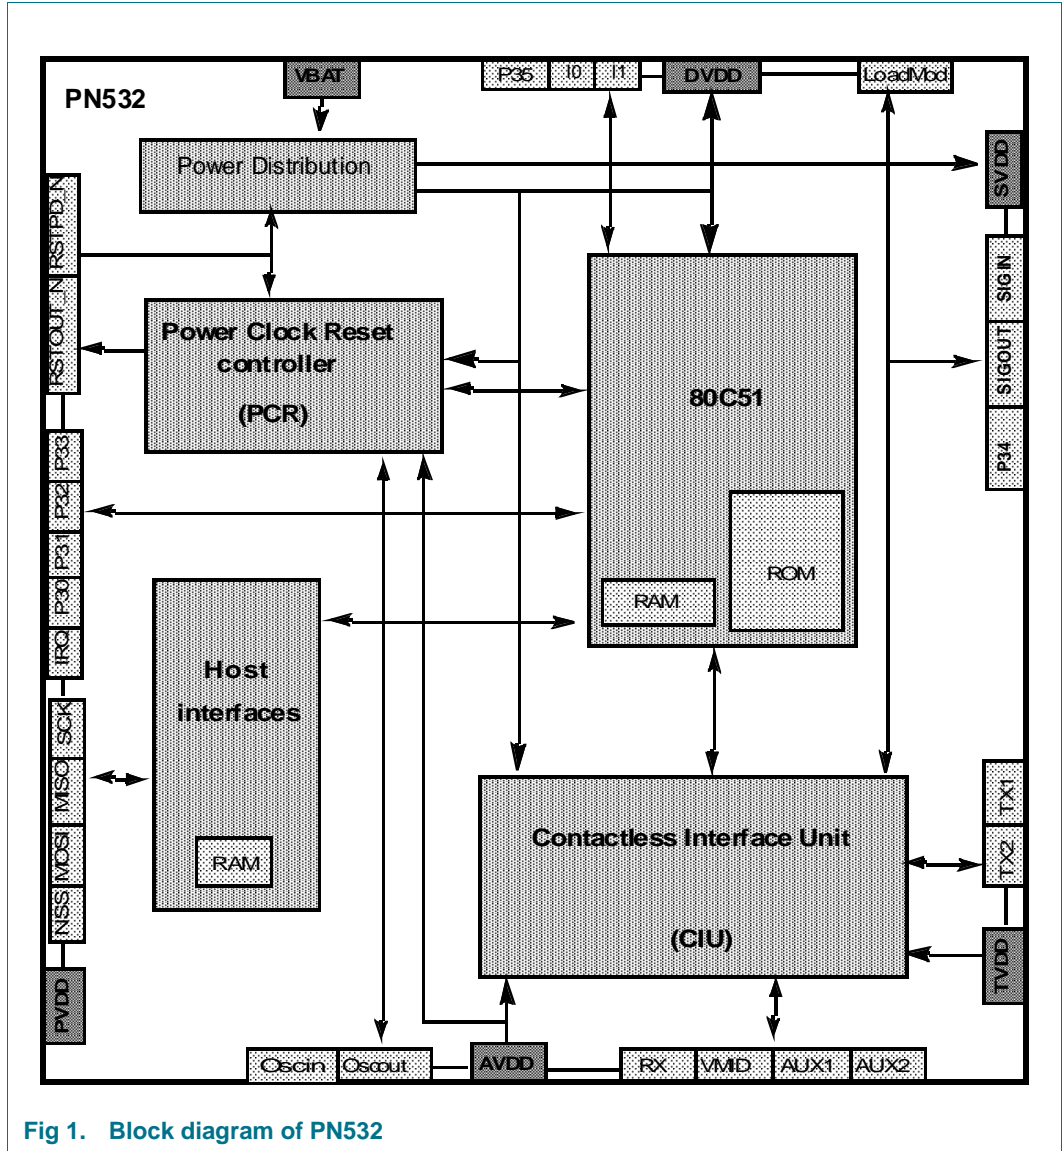 VBAT
P35 I0 I1
DVDD
LoadMod
PN532
Power Distribution
SVDD
RSTPD_N
RSTOUT_N
SIGIN
SIGOUT
P34
Power Clock Reset
controller
(PCR)
80C51
P33
P32
P31
P30
IRQ
RAM
ROM
Host
interfaces
RAM
SCK
MISO
MOSI
NSS
PVDD
Contactless Interface Unit
(CIU)
TX1
TX2
TVDD
Oscin Oscout
AVDD
RX VMID AUX1 AUX2
Fig 1. Block diagram of PN532